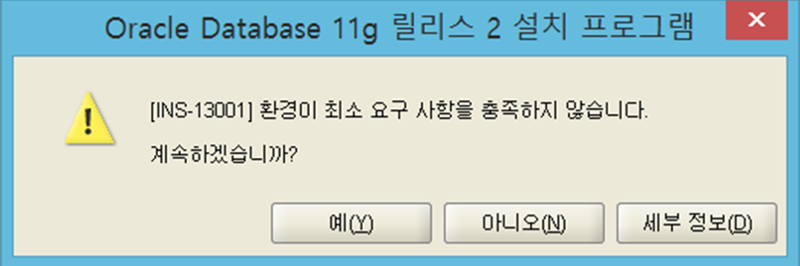 Oracle Database 11g 릴리스 2 설치 프로그램
[INS-13001] 환경이 최소 요구 사항을 충족하지 않습니다.
계속하겠습니까?
예(Y) 아니오(N) 세부 정보(D)